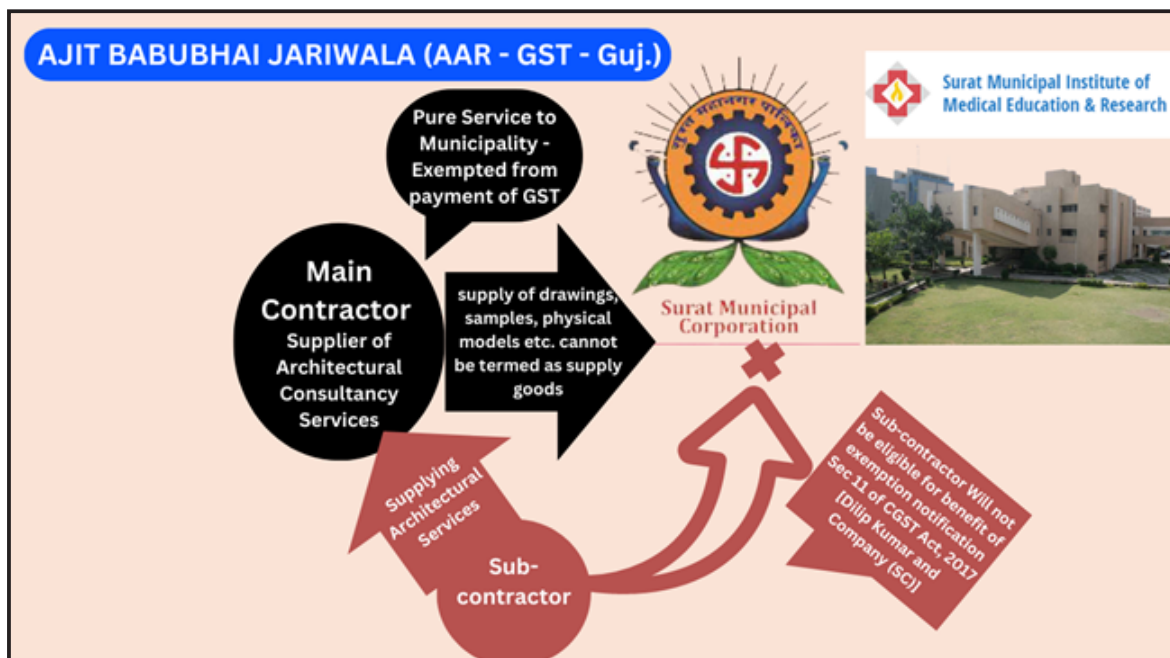 AJIT BABUBHAI JARIWALA (AAR - GST - Guj.)
Pure Service to
Municipality -
Exempted from
payment of GST
Main
Contractor
Supplier of
Architectural
Consultancy
Services
supply of drawings,
samples, physical
models etc. cannot
be termed as supply
goods
सुरत महानगर पालिका
Surat Municipal
Corporation
Surat Municipal Institute of
Medical Education & Research
Supplying
Architectural
Services
Sub-
contractor
Sub-contractor Will not
be eligible for benefit of
exemption notification
Sec 11 of CGST Act, 2017
[Dilip Kumar and
Company (SC)]